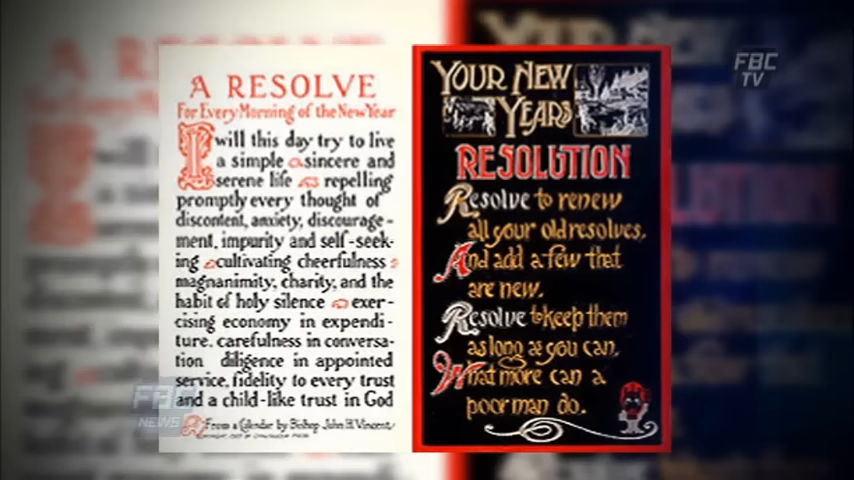 A RESOLVE
For Every Morning of the New Year
I will this day try to live
a simple sincere and
serene life repelling
promptly every thought of
discontent, anxiety, discourage-
ment, impurity and self-seek-
ing cultivating cheerfulness
magnanimity, charity, and the
habit of holy silence exer-
cising economy in expendi-
ture, carefulness in conversa-
tion diligence in appointed
service, fidelity to every trust
and a child-like trust in God
From a Calendar by Bishop John H. Vincent
YOUR NEW
YEARS
RESOLUTION
Resolve to renew
all your old resolves,
And add a few that
are new.
Resolve to keep them
as long as you can,
What more can a
poor man do.
FBC
TV
FBC
NEWS